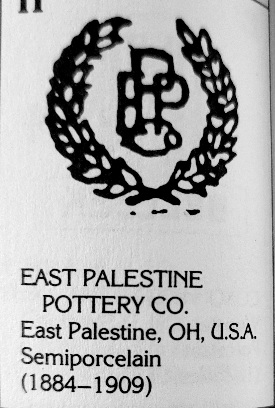 EAST PALESTINE
POTTERY CO.
East Palestine, OH, U.S.A.
Semiporcelain
(1884–1909)